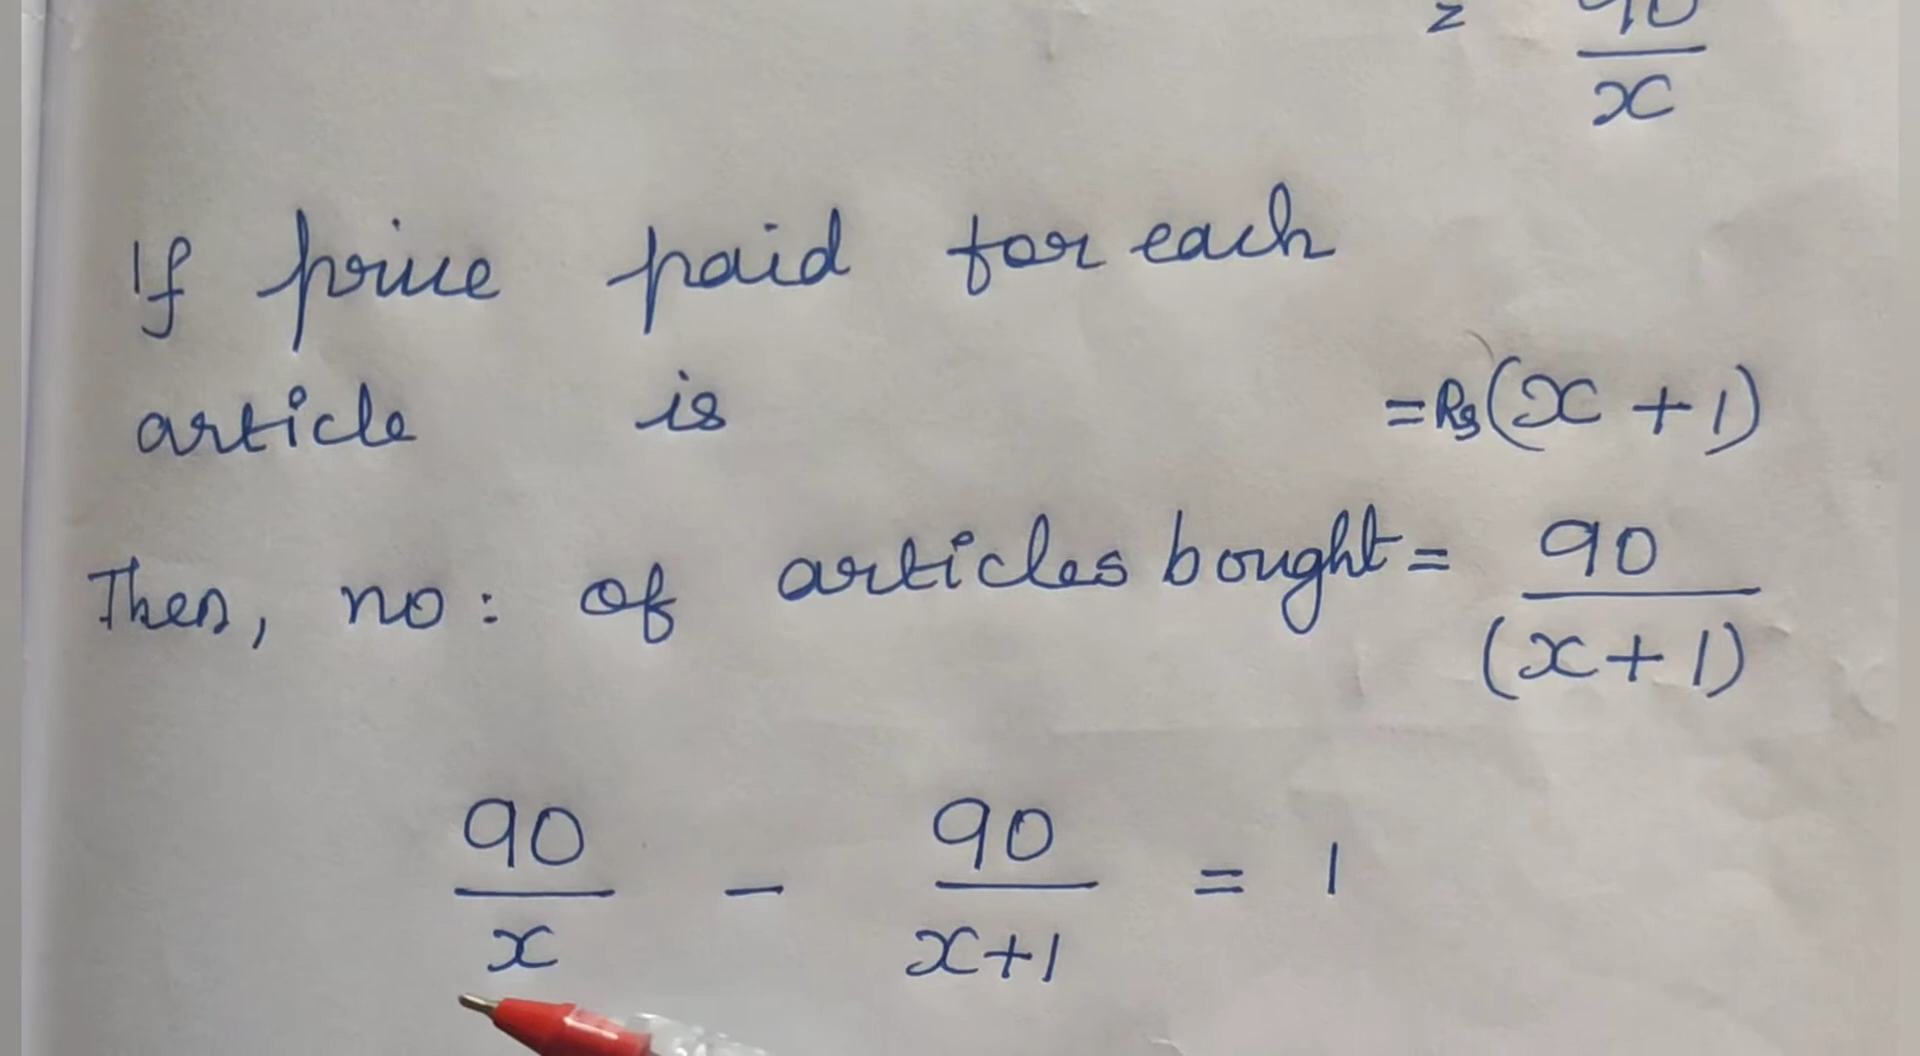 = 90/x
If price paid for each
article is = Rs (x + 1)
Then, no: of articles bought = 90/(x+1)
90/x - 90/x+1 = 1